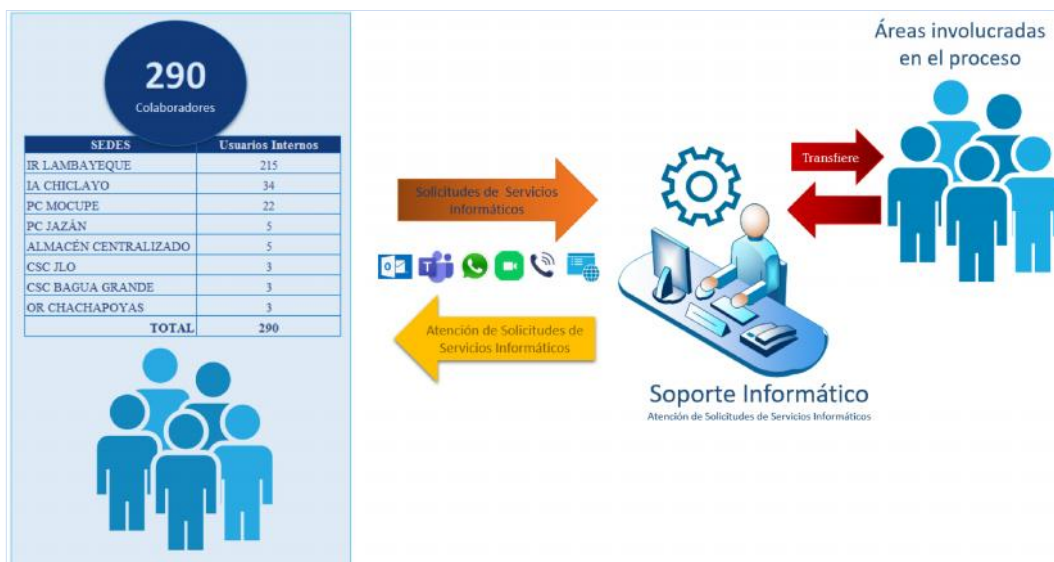 290
Colaboradores
SEDES Usuarios Internos
IR LAMBAYEQUE 215
IA CHICLAYO 34
PC MOCUPE 22
PC JAZÁN 5
ALMACÉN CENTRALIZADO 5
CSC JLO 3
CSC BAGUA GRANDE 3
OR CHACHAPOYAS 3
TOTAL 290
Solicitudes de Servicios
Informáticos
Atención de Solicitudes de
Servicios Informáticos
Soporte Informático
Atención de Solicitudes de Servicios Informáticos
Transfiere
Áreas involucradas
en el proceso